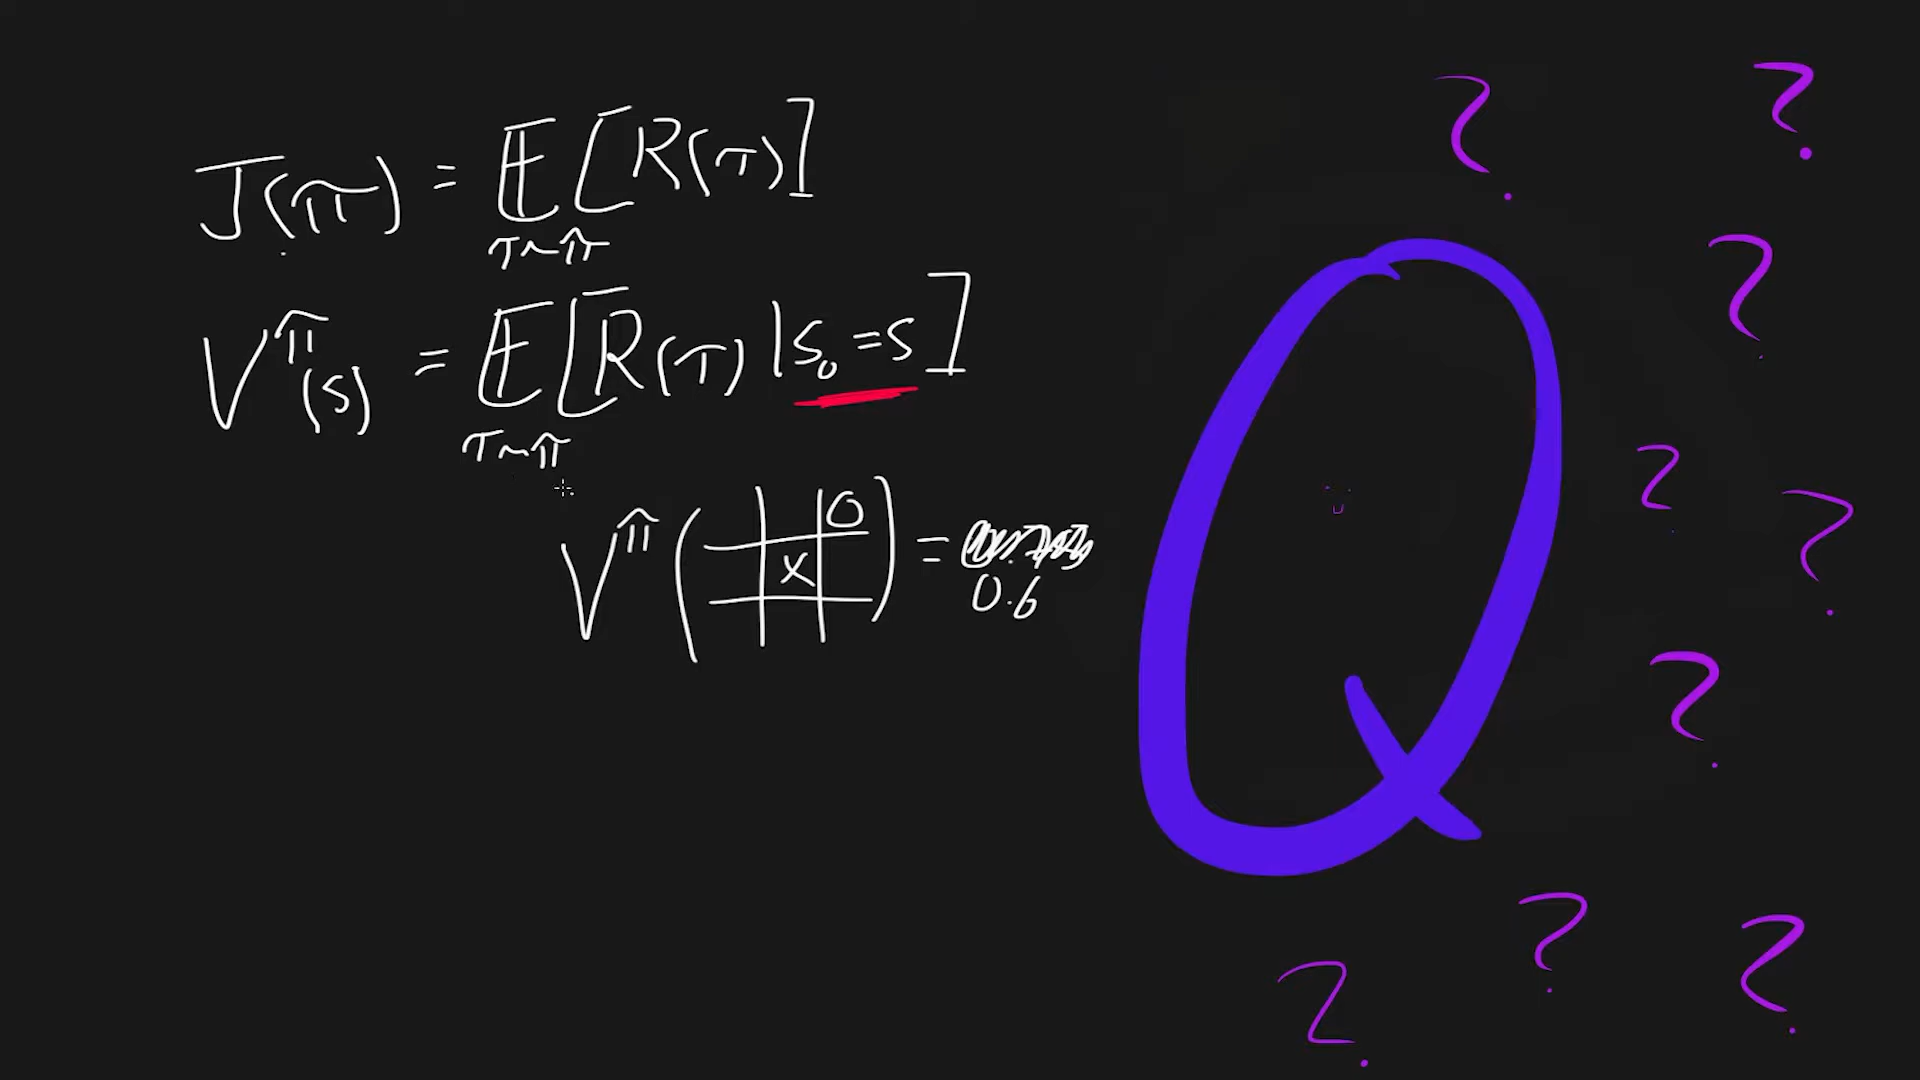 J(π) = E [R(τ)]
τ~π
V^π(s) = E [R(τ) | s₀ = s]
τ~π
V^π( O X ) =
0.6
Q
? ? ? ? ? ? ? ? ? ?